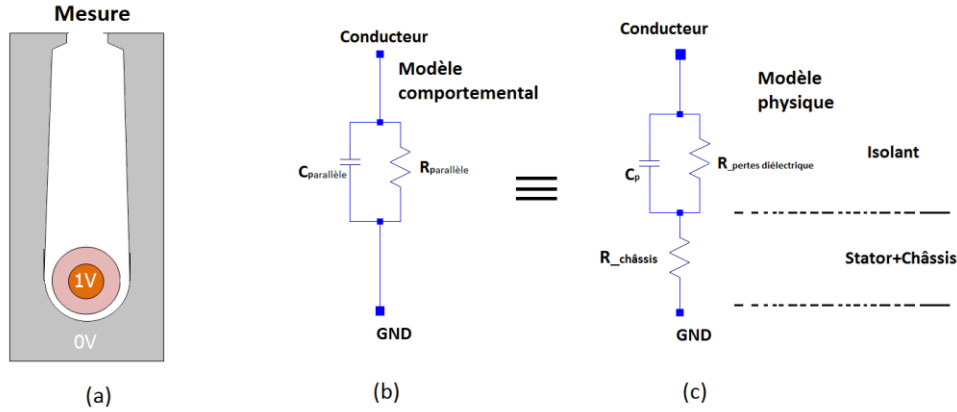 Mesure
1V
0V
(a)
Conducteur
Modèle
comportemental
Cparallèle
Rparallèle
GND
(b)
≡
Conducteur
Modèle
physique
Cp
R_pertes diélectrique
Isolant
R_châssis
Stator+Châssis
GND
(c)